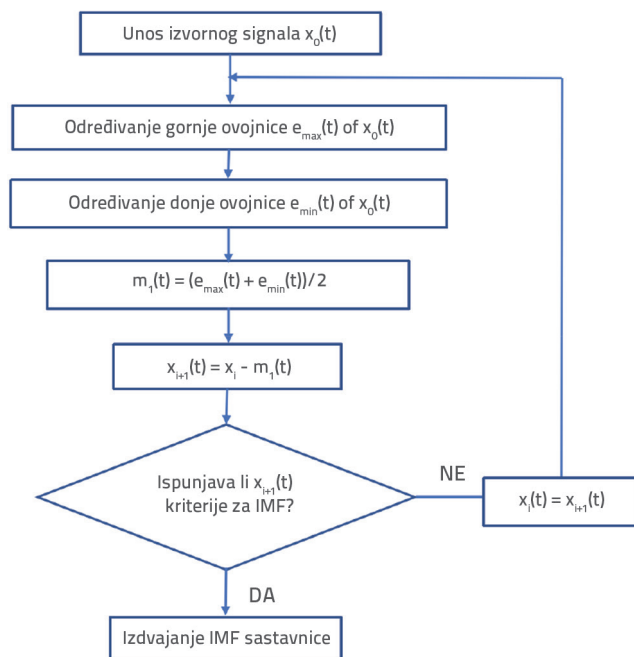 Unos izvornog signala x₀(t)
Određivanje gornje ovojnice eₘₐₓ(t) of x₀(t)
Određivanje donje ovojnice eₘᵢₙ(t) of x₀(t)
m₁(t) = (eₘₐₓ(t) + eₘᵢₙ(t))/2
xᵢ₊₁(t) = xᵢ - m₁(t)
Ispunjava li xᵢ₊₁(t)
kriterije za IMF?
NE
xᵢ(t) = xᵢ₊₁(t)
DA
Izdvajanje IMF sastavnice